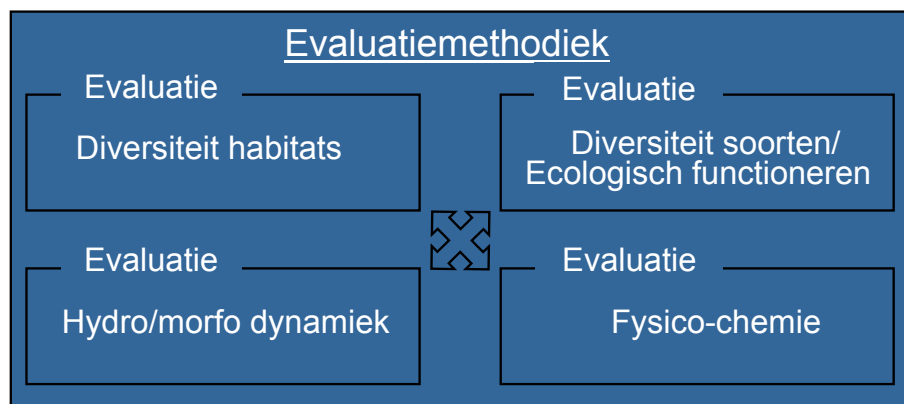 Evaluatiemethodiek
Evaluatie
Diversiteit habitats
Evaluatie
Diversiteit soorten/
Ecologisch functioneren
Evaluatie
Hydro/morfo dynamiek
Evaluatie
Fysico-chemie